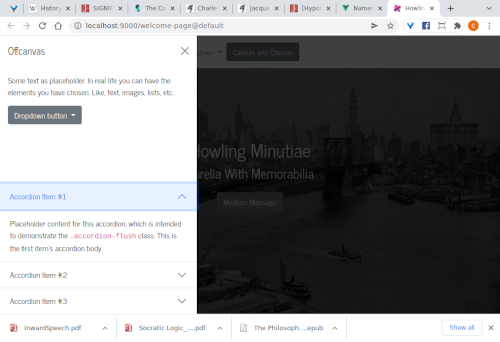 Histor
SIGNIF
The Co
Charle
Jacque
[Hypot
Namer
Howlin
localhost:9000/welcome-page@default
Offcanvas
Canvas and Caucus
Some text as placeholder. In real life you can have the
elements you have chosen. Like, text, images, lists, etc.
Dropdown button
Howling Minutiae
urelia With Memorabilia
Medium Massage
Accordion Item #1
Placeholder content for this accordion, which is intended
to demonstrate the .accordion-flush class. This is
the first item's accordion body.
Accordion Item #2
Accordion Item #3
InwardSpeech.pdf
Socratic Logic_....pdf
The Philosoph....epub
Show all